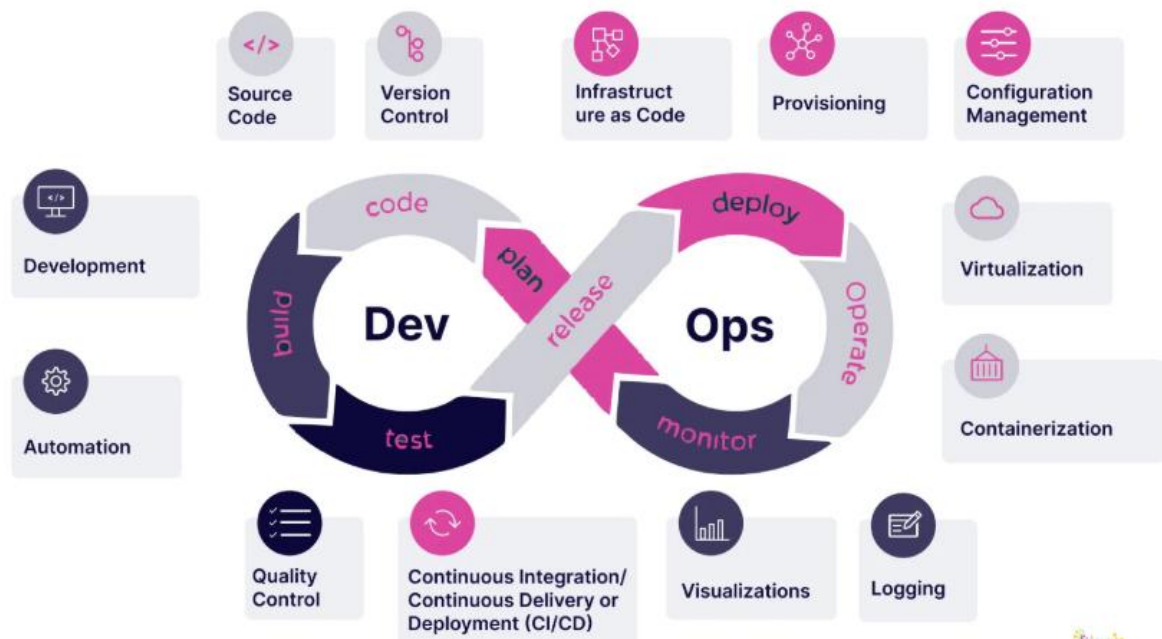 </>
Source
Code
Version
Control
Infrastruct
ure as Code
Provisioning
Configuration
Management
</>
Development
Automation
code
plan
build
Dev
test
release
deploy
Ops
Operate
monitor
Virtualization
Containerization
Quality
Control
Continuous Integration/
Continuous Delivery or
Deployment (CI/CD)
Visualizations
Logging